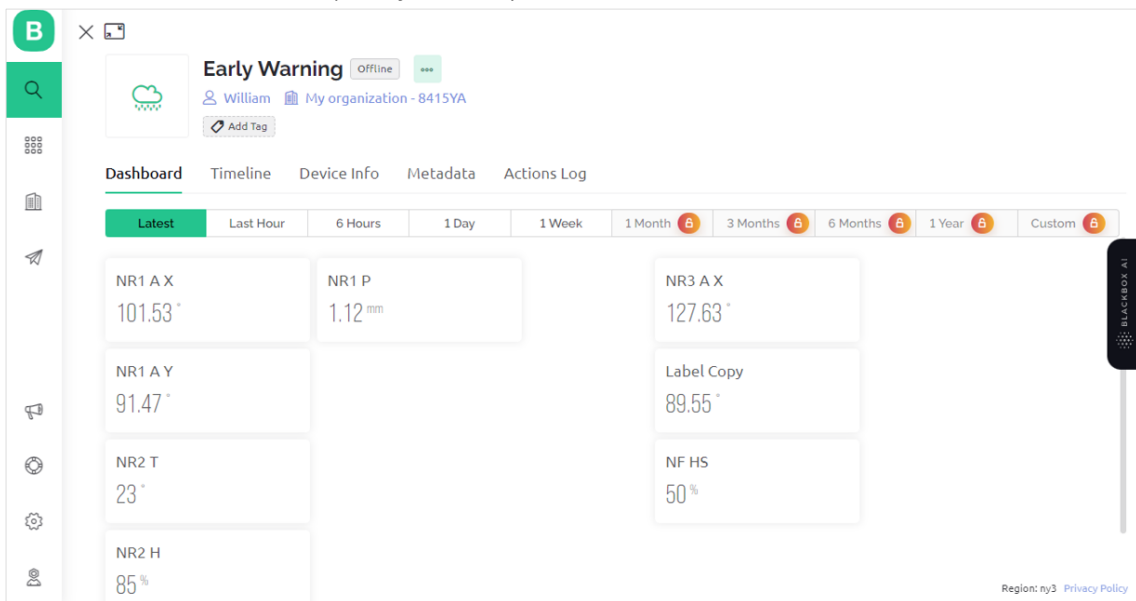 B
Early Warning Offline
William My organization - 8415YA
Add Tag
Dashboard Timeline Device Info Metadata Actions Log
Latest Last Hour 6 Hours 1 Day 1 Week 1 Month 3 Months 6 Months 1 Year Custom
NR1 A X
101.53 °
NR1 P
1.12 mm
NR3 A X
127.63 °
NR1 A Y
91.47 °
Label Copy
89.55 °
NR2 T
23 °
NF HS
50 %
NR2 H
85 %
BLACKBOX AI
Region: ny3 Privacy Policy